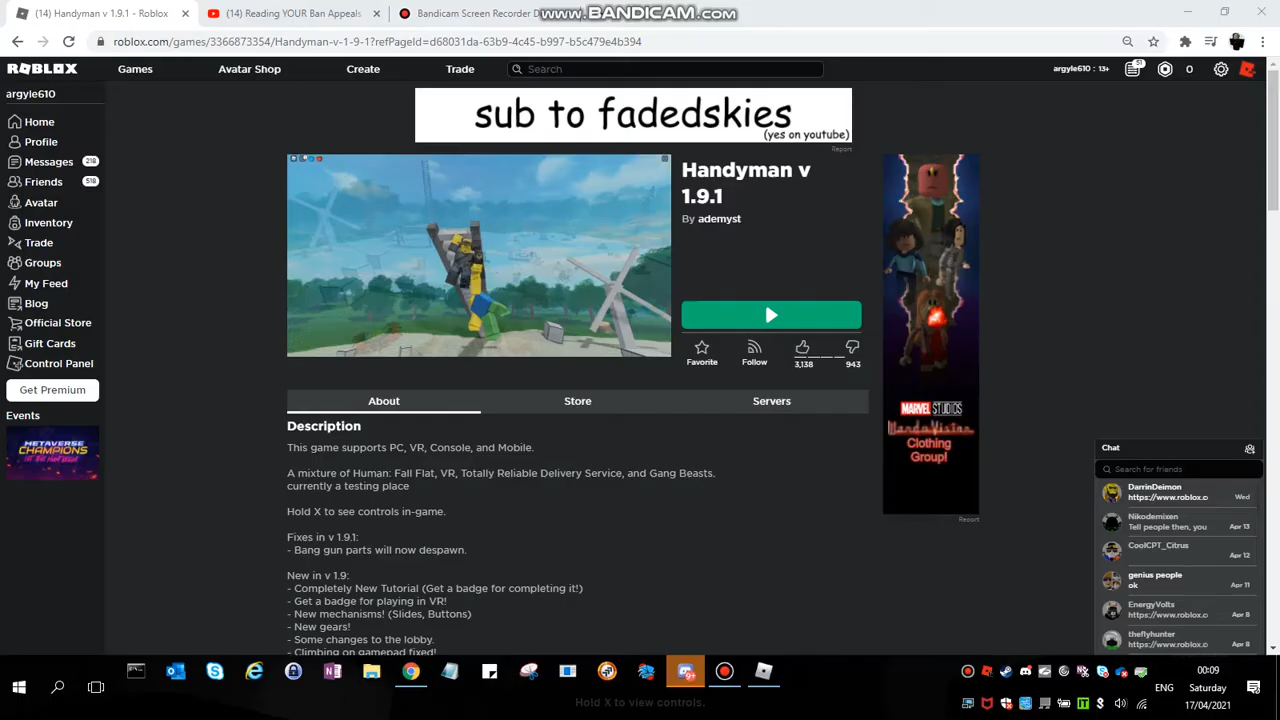 (14) Handyman v 1.9.1 - Roblox
(14) Reading YOUR Ban Appeals
Bandicam Screen Recorder D
www.BANDICAM.com
roblox.com/games/3366873354/Handyman-v-1-9-1?refPageId=d68031da-63b9-4c45-b997-b5c479e4b394
ROBLOX
Games
Avatar Shop
Create
Trade
Search
argyle610 : 13+
51
0
argyle610
Home
Profile
Messages 218
Friends 518
Avatar
Inventory
Trade
Groups
My Feed
Blog
Official Store
Gift Cards
Control Panel
Get Premium
Events
METAVERSE
CHAMPIONS
sub to fadedskies
(yes on youtube)
Report
Handyman v
1.9.1
By ademyst
Favorite
Follow
3,138
943
About
Store
Servers
Description
This game supports PC, VR, Console, and Mobile.
A mixture of Human: Fall Flat, VR, Totally Reliable Delivery Service, and Gang Beasts.
currently a testing place
Hold X to see controls in-game.
Fixes in v 1.9.1:
- Bang gun parts will now despawn.
New in v 1.9:
- Completely New Tutorial (Get a badge for completing it!)
- Get a badge for playing in VR!
- New mechanisms! (Slides, Buttons)
- New gears!
- Some changes to the lobby.
- Climbing on gamepad fixed!
MARVEL STUDIOS
WandaVision
Clothing
Group!
Report
Chat
Search for friends
DarrinDeimon
https://www.roblox.c
Wed
Nikodemixen
Tell people then, you
Apr 13
CoolCPT_Citrus
Apr 12
genius people
ok
Apr 11
EnergyVolts
https://www.roblox.c
Apr 8
theflyhunter
https://www.roblox.c
Apr 8
9+
Hold X to view controls.
ENG
00:09
Saturday
17/04/2021